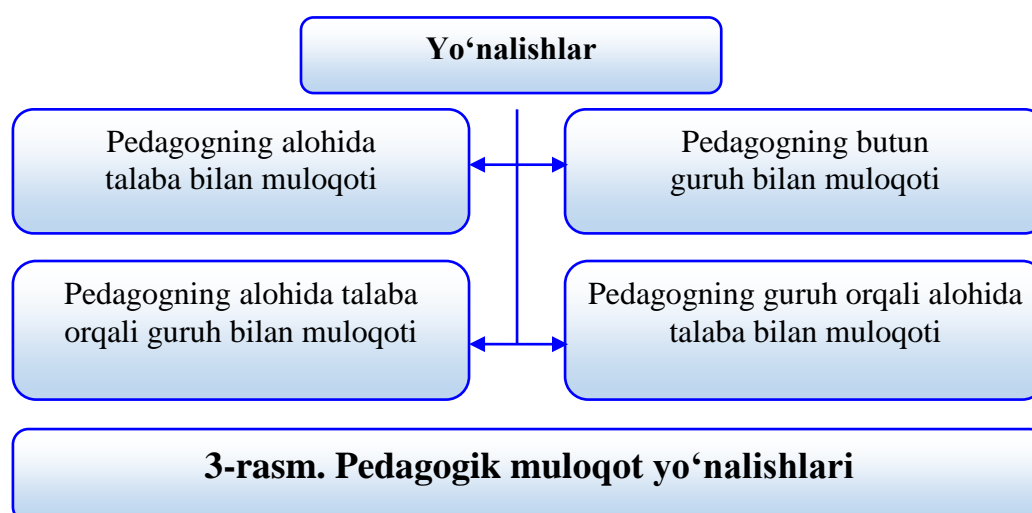 Yo‘nalishlar
Pedagogning alohida
talaba bilan muloqoti
Pedagogning butun
guruh bilan muloqoti
Pedagogning alohida talaba
orqali guruh bilan muloqoti
Pedagogning guruh orqali alohida
talaba bilan muloqoti
3-rasm. Pedagogik muloqot yo‘nalishlari